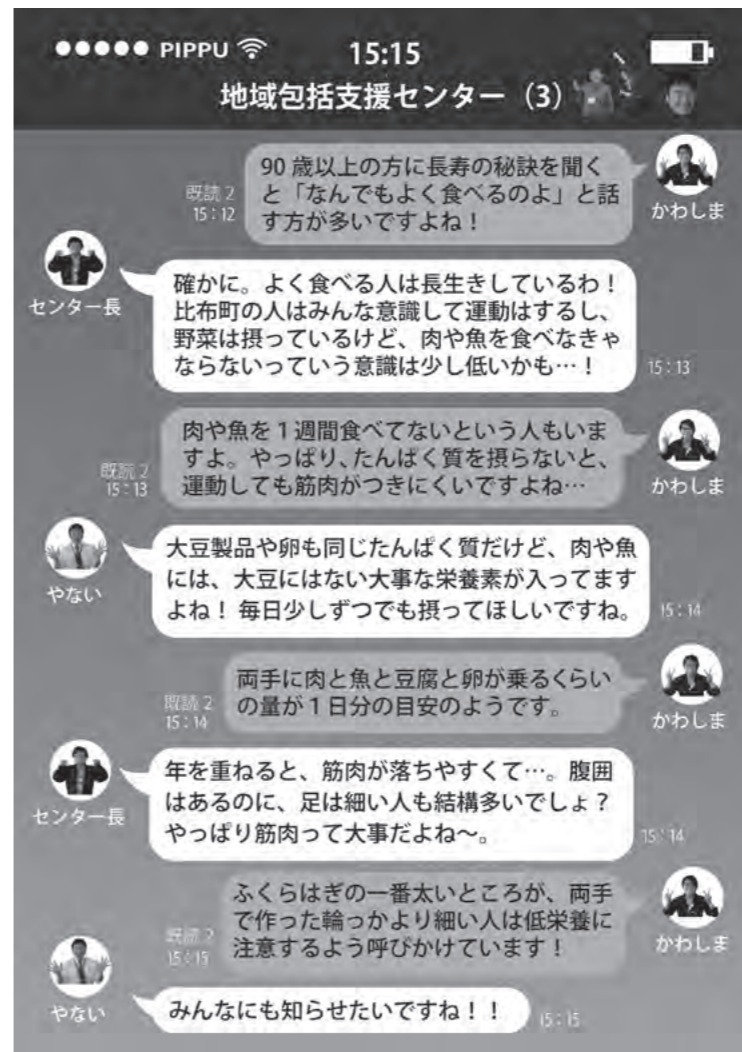 PIPPU
15:15
地域包括支援センター（3）
90 歳以上の方に長寿の秘訣を聞く
と「なんでもよく食べるのよ」と話
す方が多いですよね！
既読 2
15：12
かわしま
センター長
確かに。よく食べる人は長生きしているわ！
比布町の人はみんな意識して運動はするし、
野菜は摂っているけど、肉や魚を食べなきゃ
ならないっていう意識は少し低いかも…！
15：13
肉や魚を 1 週間食べてないという人もいま
すよ。やっぱり、たんぱく質を摂らないと、
運動しても筋肉がつきにくいですよね…
既読 2
15：13
かわしま
やない
大豆製品や卵も同じたんぱく質だけど、肉や魚
には、大豆にはない大事な栄養素が入ってます
よね！ 毎日少しずつでも摂ってほしいですね。
15：14
両手に肉と魚と豆腐と卵が乗るくらい
の量が 1 日分の目安のようです。
既読 2
15：14
かわしま
センター長
年を重ねると、筋肉が落ちやすくて…。腹囲
はあるのに、足は細い人も結構多いでしょ？
やっぱり筋肉って大事だよね～。
15：14
ふくらはぎの一番太いところが、両手
で作った輪っかより細い人は低栄養に
注意するよう呼びかけています！
既読 2
15：15
かわしま
やない
みんなにも知らせたいですね！！
15：15